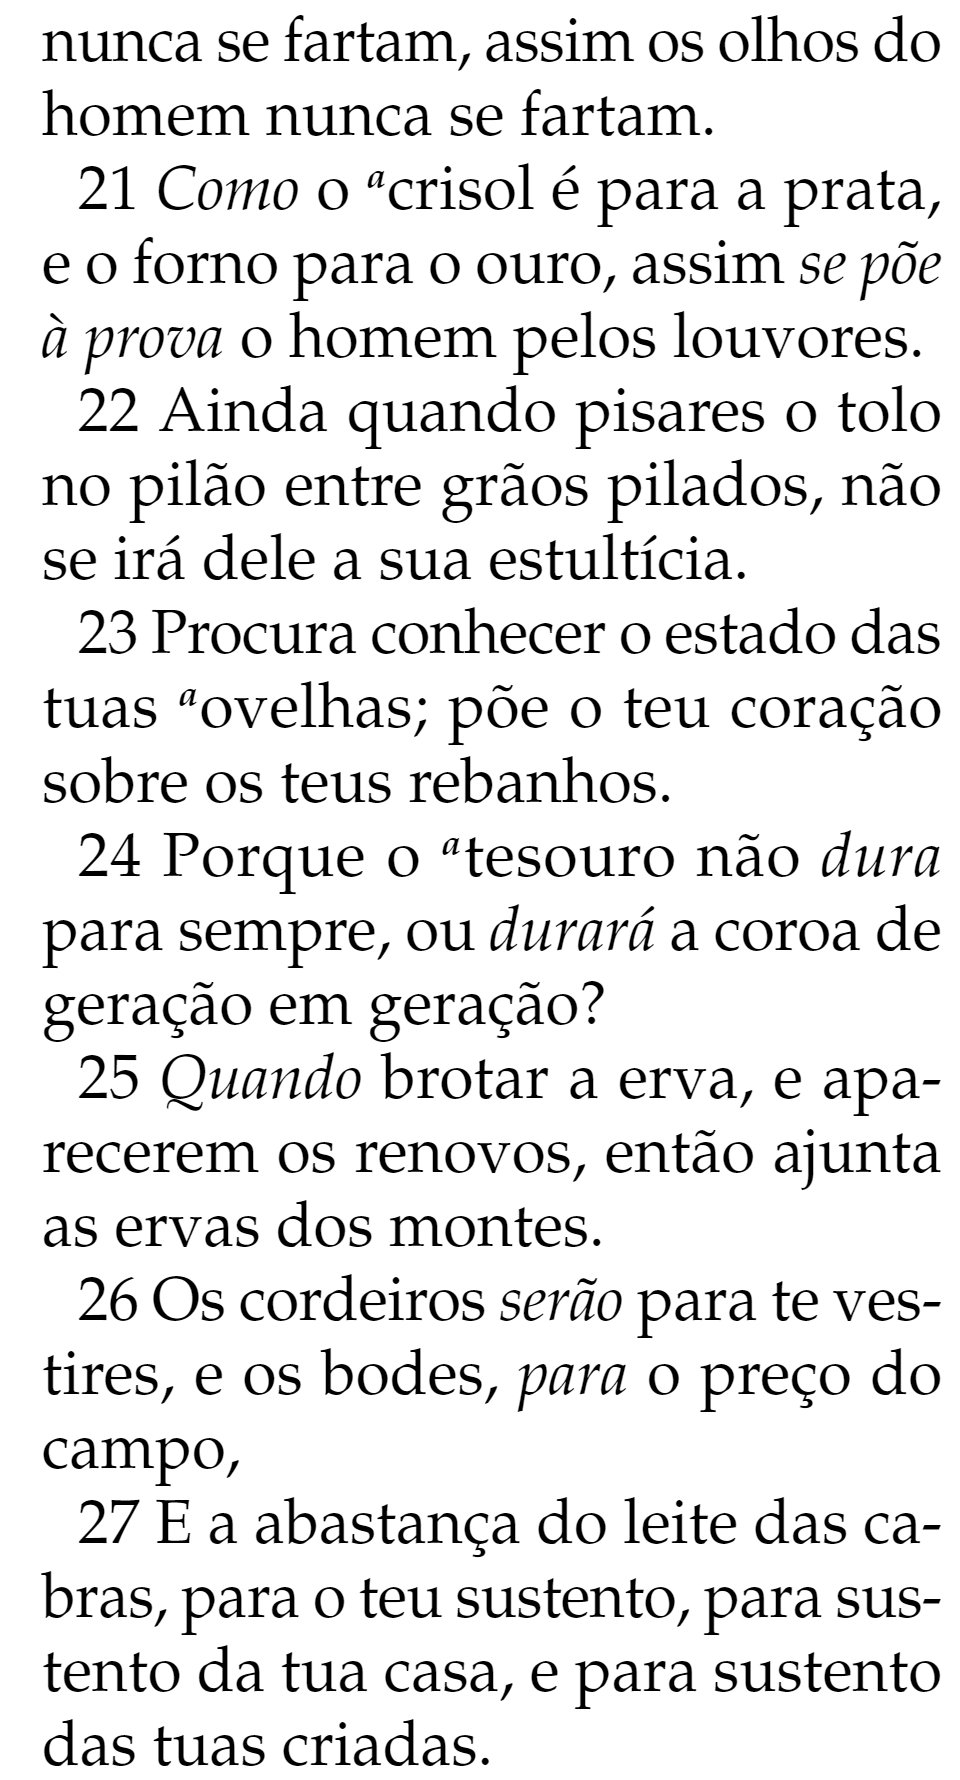 nunca se fartam, assim os olhos do
homem nunca se fartam.
21 Como o ᵃcrisol é para a prata,
e o forno para o ouro, assim se põe
à prova o homem pelos louvores.
22 Ainda quando pisares o tolo
no pilão entre grãos pilados, não
se irá dele a sua estultícia.
23 Procura conhecer o estado das
tuas ᵃovelhas; põe o teu coração
sobre os teus rebanhos.
24 Porque o ᵃtesouro não dura
para sempre, ou durará a coroa de
geração em geração?
25 Quando brotar a erva, e apa-
recerem os renovos, então ajunta
as ervas dos montes.
26 Os cordeiros serão para te ves-
tires, e os bodes, para o preço do
campo,
27 E a abastança do leite das ca-
bras, para o teu sustento, para sus-
tento da tua casa, e para sustento
das tuas criadas.